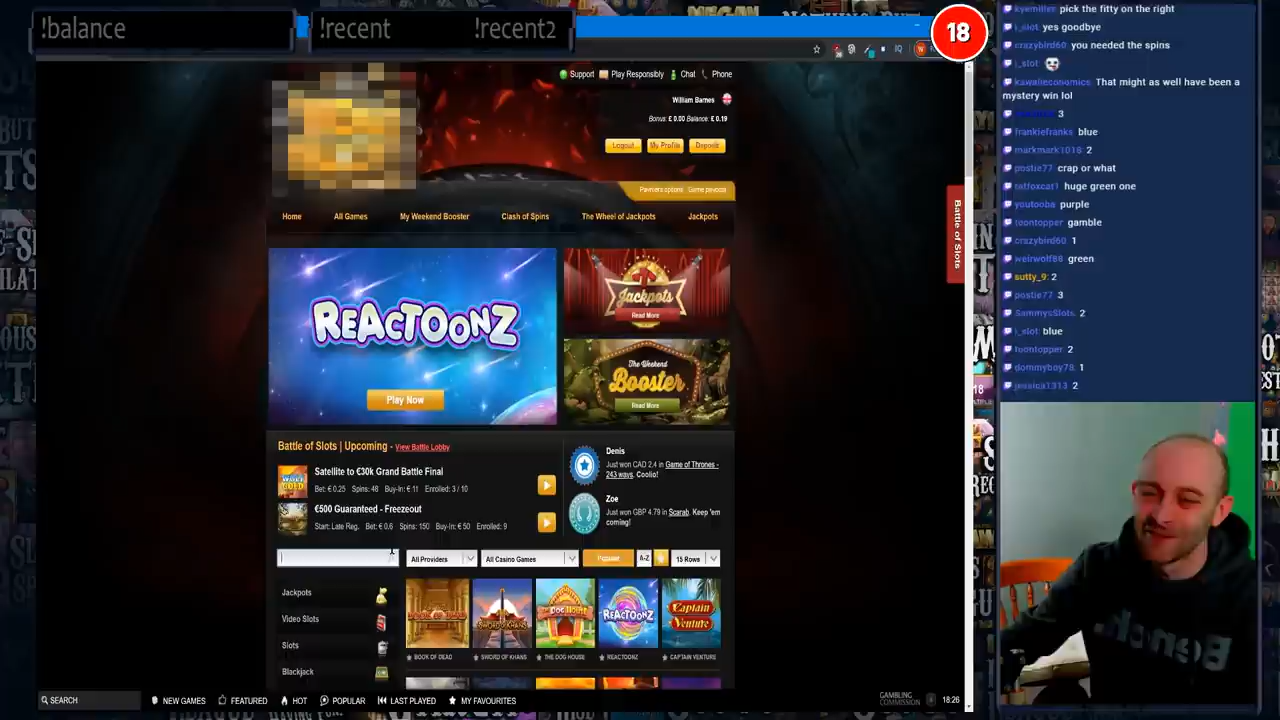 !balance
!recent
!recent2
18
Support Play Responsibly Chat Phone
William Barnes
Bonus: £ 0.00 Balance: £ 0.19
Logout My Profile Deposit
Payments options Game payouts
Home All Games My Weekend Booster Clash of Spins The Wheel of Jackpots Jackpots
REACTOONZ
Play Now
Jackpots
Read More
The Weekend
Booster
Read More
Battle of Slots
Battle of Slots | Upcoming - View Battle Lobby
Satellite to €30k Grand Battle Final
Bet: € 0.25 Spins: 48 Buy-In: € 11 Enrolled: 3 / 10
€500 Guaranteed - Freezeout
Start: Late Reg. Bet: € 0.6 Spins: 150 Buy-In: € 50 Enrolled: 9
Denis
Just won CAD 2.4 in Game of Thrones -
243 ways. Coolio!
Zoe
Just won GBP 4.79 in Scarab. Keep 'em
coming!
All Providers All Casino Games Popular A-Z 15 Rows
Jackpots
Video Slots
Slots
Blackjack
REACTOONZ
Captain
Venture
BOOK OF DEAD SWORD OF KHANS THE DOG HOUSE REACTOONZ CAPTAIN VENTURE
SEARCH NEW GAMES FEATURED HOT POPULAR LAST PLAYED MY FAVOURITES
GAMBLING
COMMISSION
18:26
kyemiller: pick the fitty on the right
i_slot: yes goodbye
crazybird60: you needed the spins
i_slot:
kawaiieconomics: That might as well have been a
mystery win lol
3
frankiefranks: blue
markmark1018: 2
postie77: crap or what
ratfoxcat1: huge green one
youtooba: purple
toontopper: gamble
crazybird60: 1
weirwolf88: green
sutty_9: 2
postie77: 3
SammysSlots: 2
i_slot: blue
toontopper: 2
dommyboy78: 1
jessica1313: 2